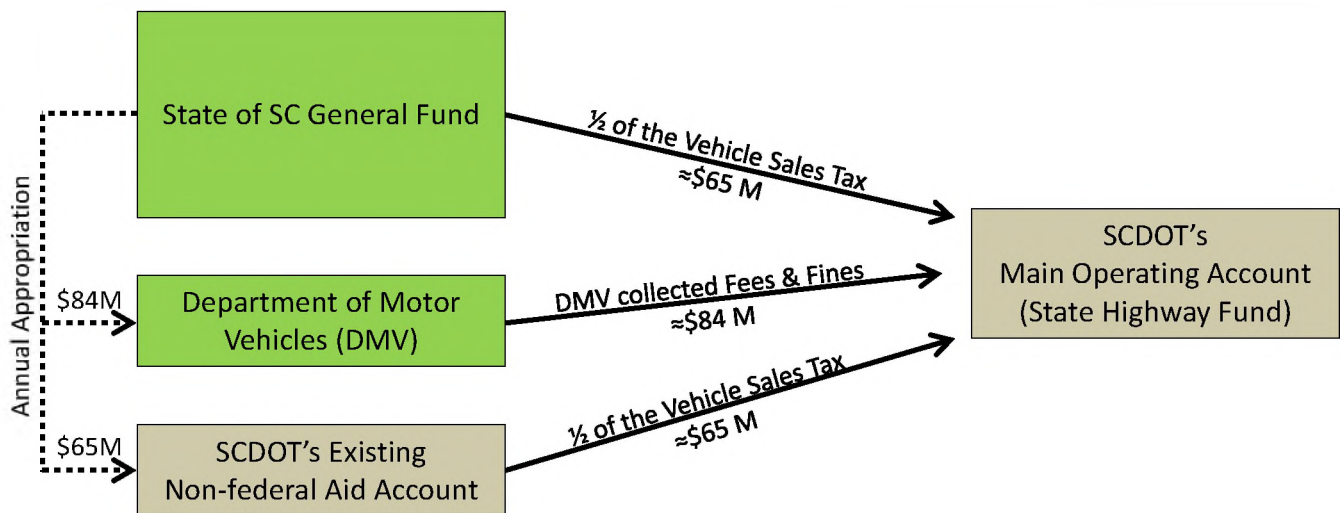 State of SC General Fund
½ of the Vehicle Sales Tax
≈$65 M
Annual Appropriation
$84M
Department of Motor
Vehicles (DMV)
DMV collected Fees & Fines
≈$84 M
SCDOT’s
Main Operating Account
(State Highway Fund)
$65M
SCDOT’s Existing
Non-federal Aid Account
½ of the Vehicle Sales Tax
≈$65 M